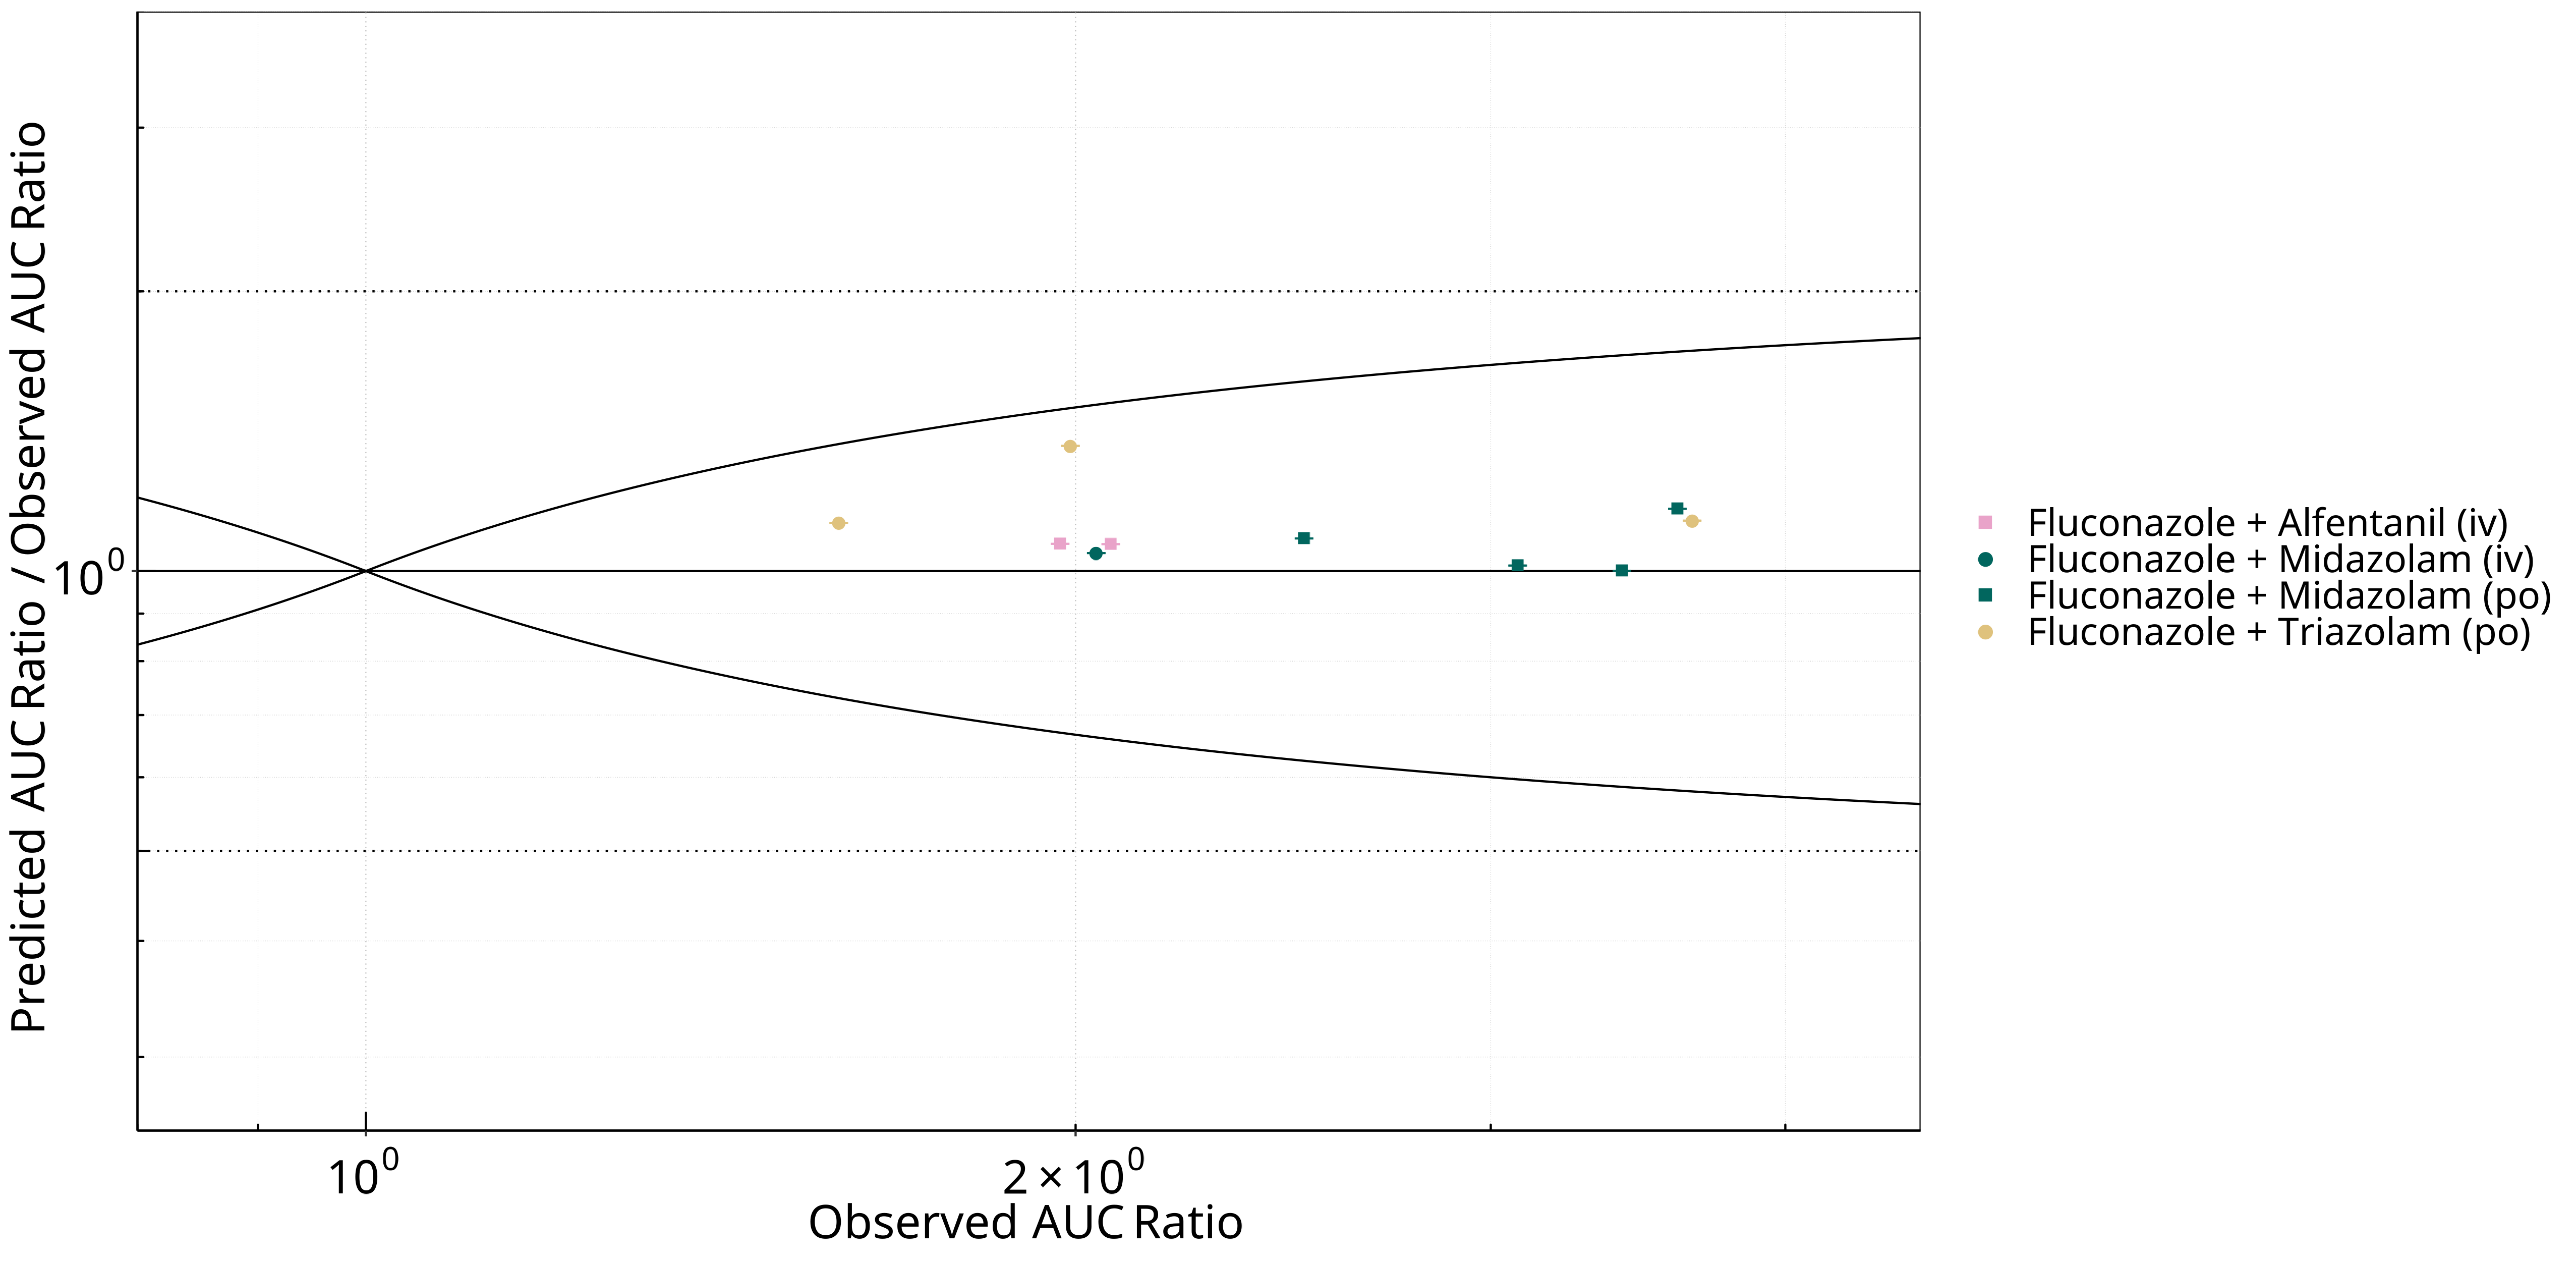 Predicted AUC Ratio / Observed AUC Ratio
10⁰
10⁰
2 × 10⁰
Observed AUC Ratio
Fluconazole + Alfentanil (iv)
Fluconazole + Midazolam (iv)
Fluconazole + Midazolam (po)
Fluconazole + Triazolam (po)